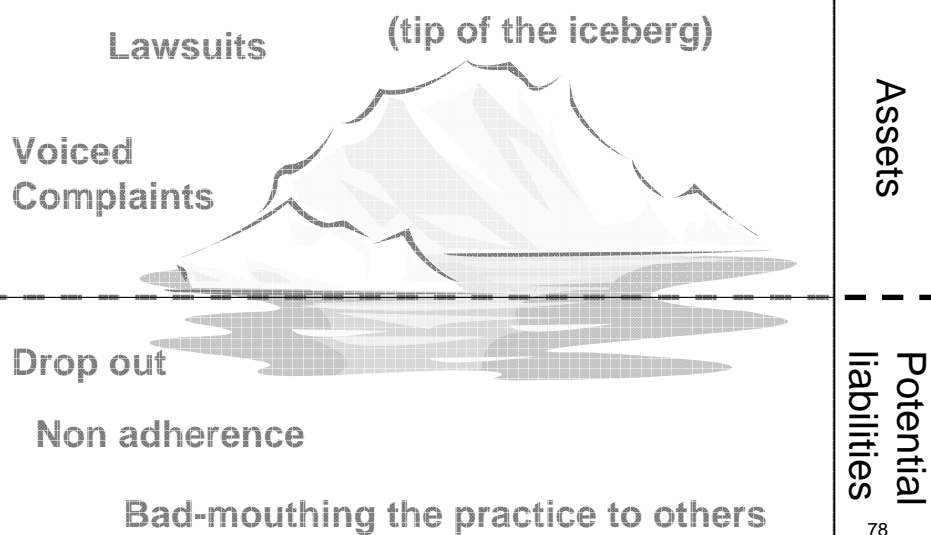 Lawsuits
(tip of the iceberg)
Voiced
Complaints
Drop out
Non adherence
Bad-mouthing the practice to others
Assets
Potential
liabilities
78